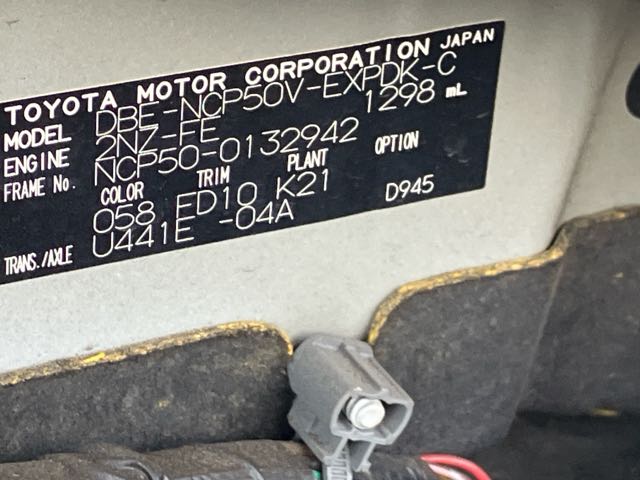 TOYOTA MOTOR CORPORATION JAPAN
MODEL DBE-NCP50V-EXPDK-C
ENGINE 2NZ-FE 1298 mL
FRAME No. NCP50-0132942
COLOR TRIM PLANT OPTION
058 FD10 K21 D945
TRANS./AXLE U441E -04A